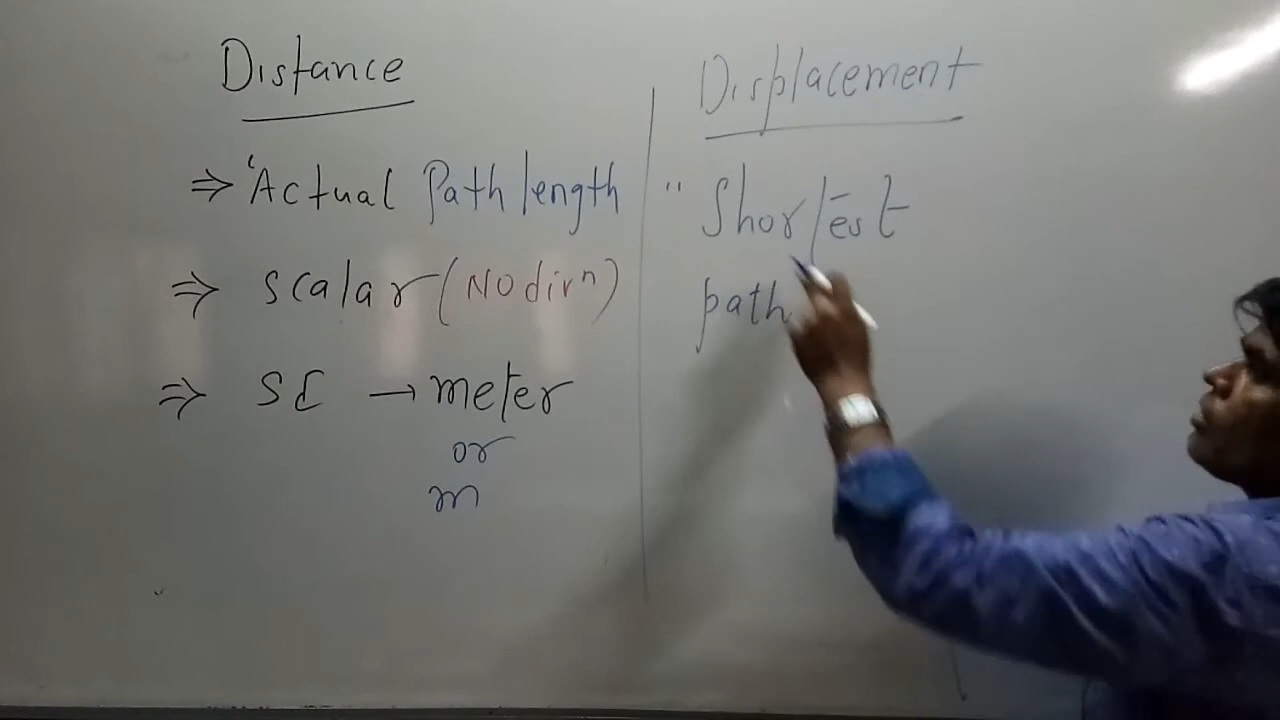 Distance
⇒ 'Actual Path length
⇒ Scalar (No dirⁿ)
⇒ SI → meter
or
m
Displacement
" Shortest
path